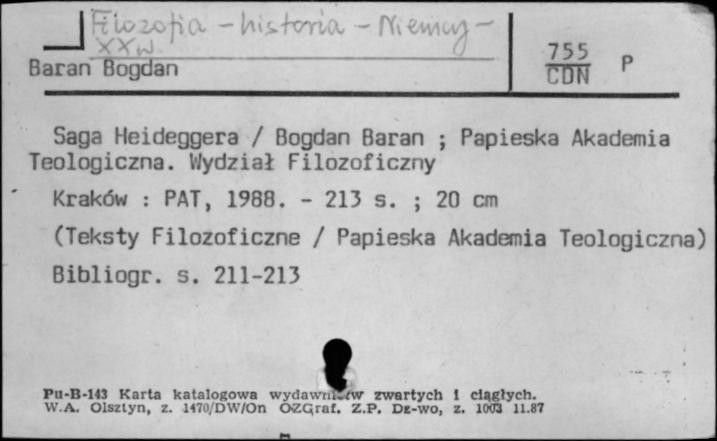 Filozofia - historia - Niemcy -
XXw.
Baran Bogdan
755
CDN
P
Saga Heideggera / Bogdan Baran ; Papieska Akademia
Teologiczna. Wydział Filozoficzny
Kraków : PAT, 1988. - 213 s. ; 20 cm
(Teksty Filozoficzne / Papieska Akademia Teologiczna)
Bibliogr. s. 211-213
Pu-B-143 Karta katalogowa wydawnictw zwartych i ciągłych.
W.A. Olsztyn, z. 1470/DW/On OZGraf. Z.P. Dz-wo, z. 1003 11.87